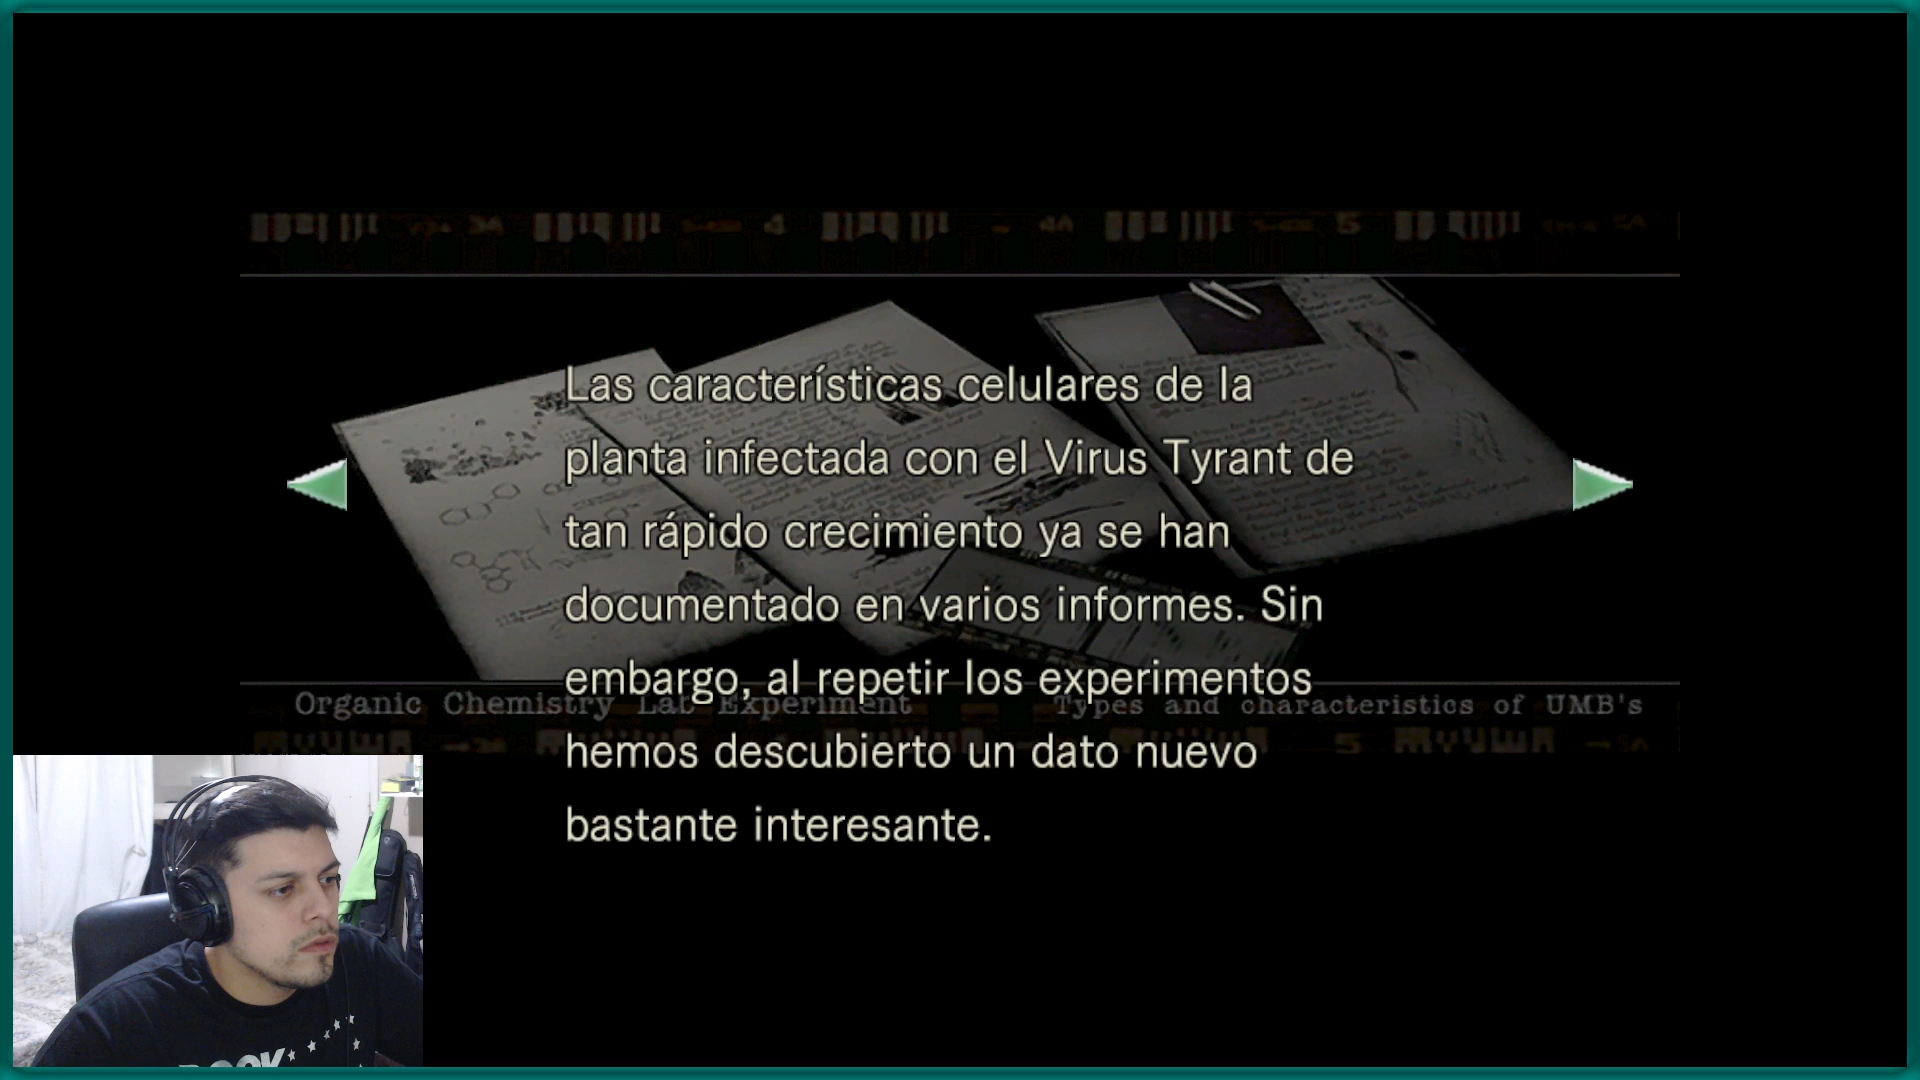 Las características celulares de la
planta infectada con el Virus Tyrant de
tan rápido crecimiento ya se han
documentado en varios informes. Sin
embargo, al repetir los experimentos
Organic Chemistry Lab Experiment
Types and characteristics of UMB's
hemos descubierto un dato nuevo
bastante interesante.